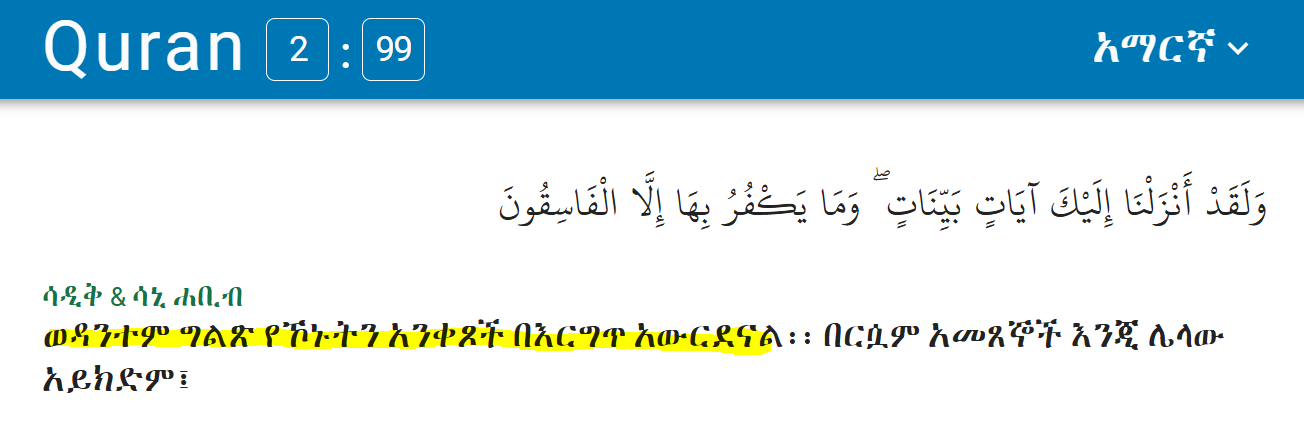 Quran 2 : 99 አማርኛ
وَلَقَدْ أَنْزَلْنَا إِلَيْكَ آيَاتٍ بَيِّنَاتٍ ۖ وَمَا يَكْفُرُ بِهَا إِلَّا الْفَاسِقُونَ
ሳዲቅ & ሳኒ ሐቢብ
ወዳንተም ግልጽ የኾኑትን አንቀጾች በእርግጥ አውርደናል፡፡ በርሷም አመጸኞች እንጂ ሌላው
አይክድም፤